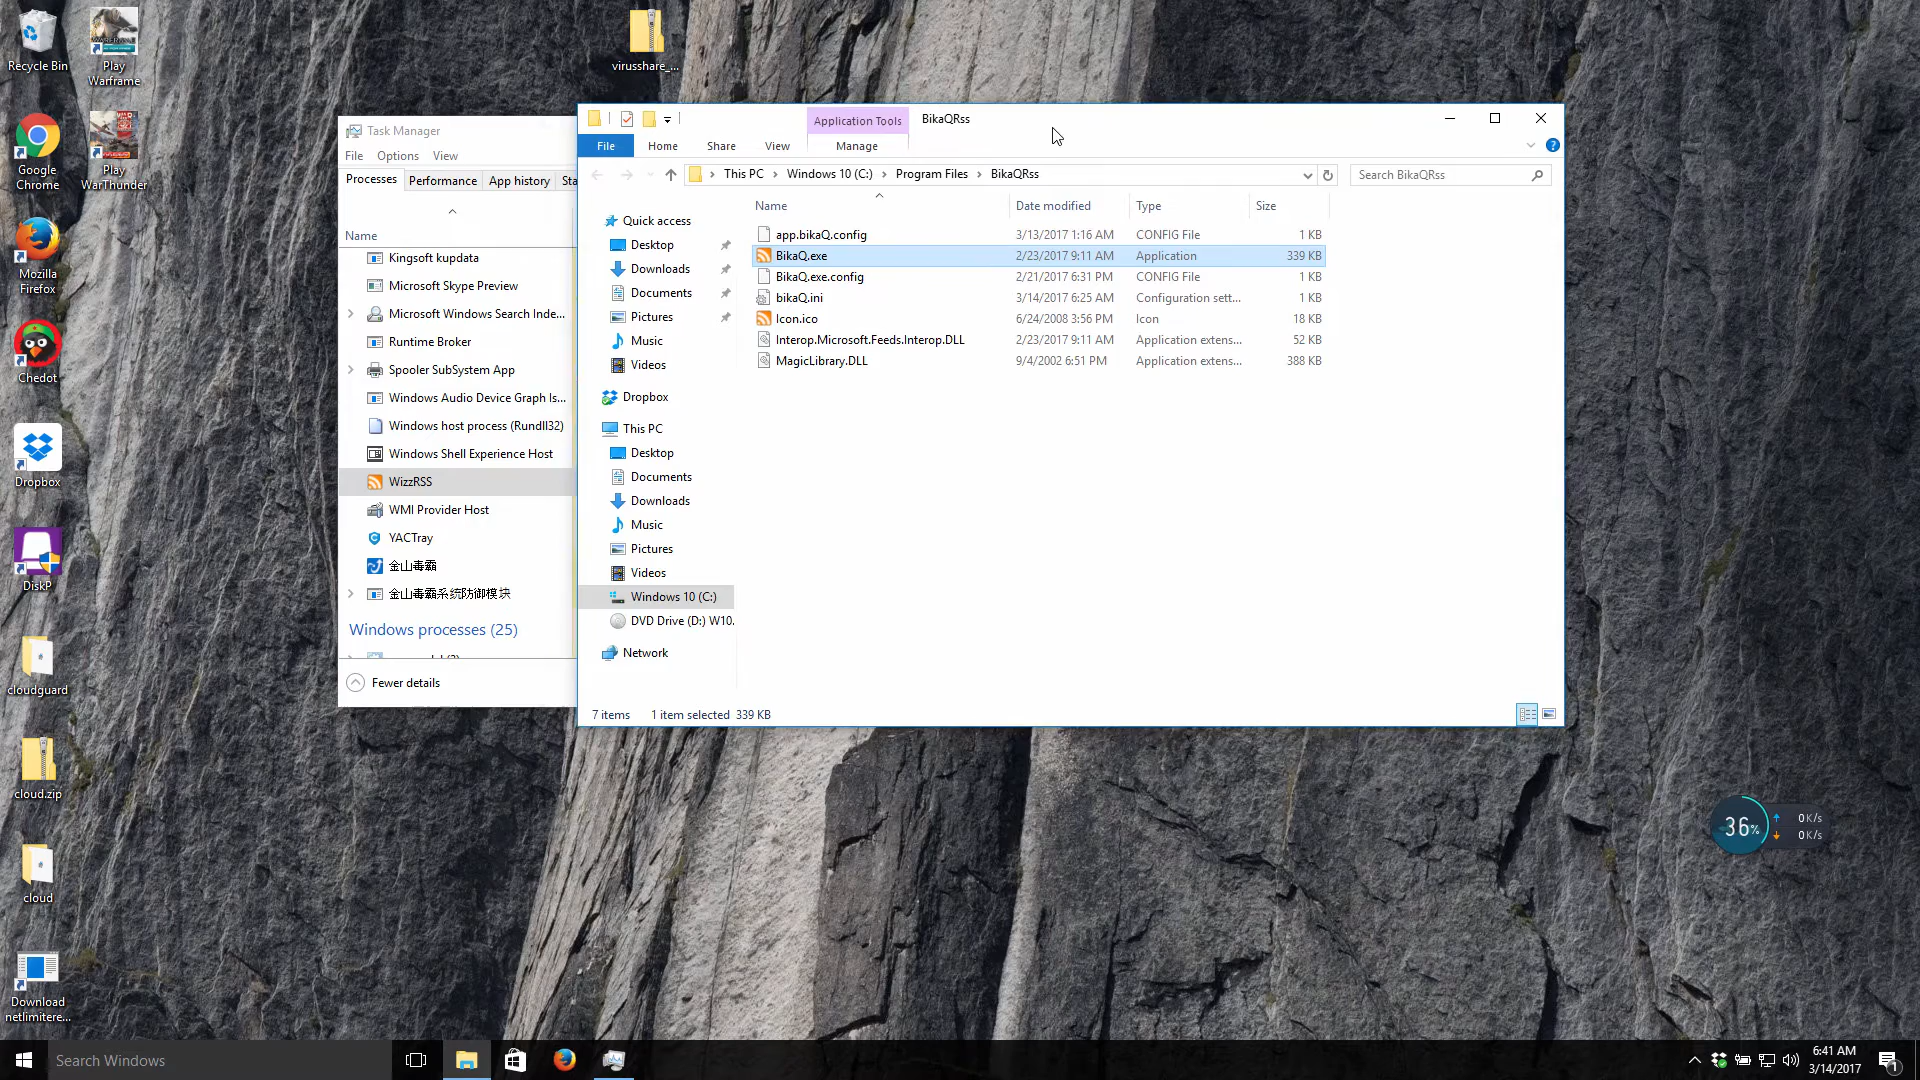 Recycle Bin
Play
Warframe
virusshare_...
Google
Chrome
Play
WarThunder
Mozilla
Firefox
Chedot
Dropbox
DiskP
cloudguard
cloud.zip
cloud
Download
netlimitere...
Task Manager
File Options View
Processes Performance App history Sta
Name
Kingsoft kupdata
Microsoft Skype Preview
Microsoft Windows Search Inde...
Runtime Broker
Spooler SubSystem App
Windows Audio Device Graph Is...
Windows host process (Rundll32)
Windows Shell Experience Host
WizzRSS
WMI Provider Host
YACTray
金山毒霸
金山毒霸系统防御模块
Windows processes (25)
Fewer details
Application Tools BikaQRss
File Home Share View Manage
This PC Windows 10 (C:) Program Files BikaQRss
Search BikaQRss
Quick access
Desktop
Downloads
Documents
Pictures
Music
Videos
Dropbox
This PC
Desktop
Documents
Downloads
Music
Pictures
Videos
Windows 10 (C:)
DVD Drive (D:) W10.
Network
Name Date modified Type Size
app.bikaQ.config 3/13/2017 1:16 AM CONFIG File 1 KB
BikaQ.exe 2/23/2017 9:11 AM Application 339 KB
BikaQ.exe.config 2/21/2017 6:31 PM CONFIG File 1 KB
bikaQ.ini 3/14/2017 6:25 AM Configuration sett... 1 KB
Icon.ico 6/24/2008 3:56 PM Icon 18 KB
Interop.Microsoft.Feeds.Interop.DLL 2/23/2017 9:11 AM Application extens... 52 KB
MagicLibrary.DLL 9/4/2002 6:51 PM Application extens... 388 KB
7 items 1 item selected 339 KB
36%
0K/s
0K/s
Search Windows
6:41 AM
3/14/2017
1